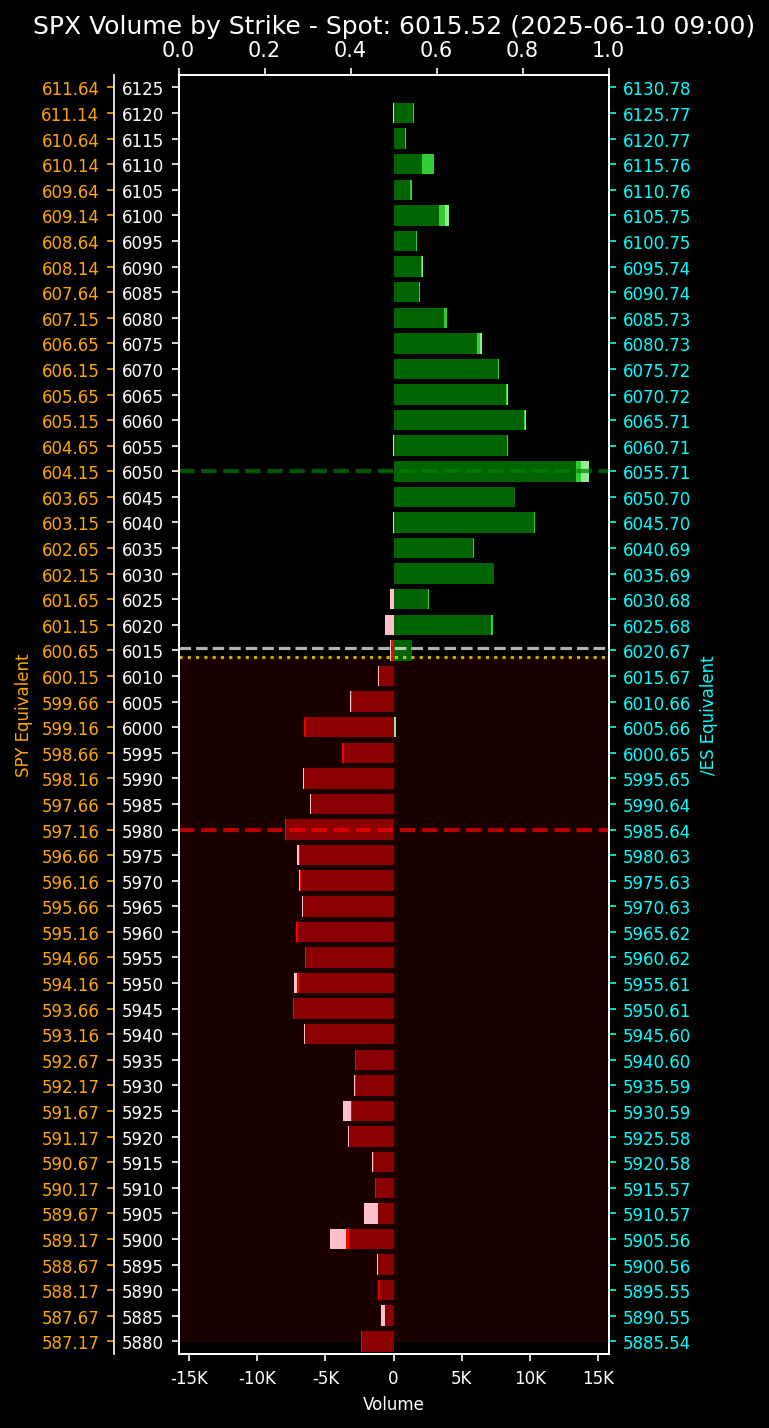 SPX Volume by Strike - Spot: 6015.52 (2025-06-10 09:00)
0.0 0.2 0.4 0.6 0.8 1.0
611.64 6125 6130.78
611.14 6120 6125.77
610.64 6115 6120.77
610.14 6110 6115.76
609.64 6105 6110.76
609.14 6100 6105.75
608.64 6095 6100.75
608.14 6090 6095.74
607.64 6085 6090.74
607.15 6080 6085.73
606.65 6075 6080.73
606.15 6070 6075.72
605.65 6065 6070.72
605.15 6060 6065.71
604.65 6055 6060.71
604.15 6050 6055.71
603.65 6045 6050.70
603.15 6040 6045.70
602.65 6035 6040.69
602.15 6030 6035.69
601.65 6025 6030.68
601.15 6020 6025.68
600.65 6015 6020.67
600.15 6010 6015.67
599.66 6005 6010.66
599.16 6000 6005.66
598.66 5995 6000.65
598.16 5990 5995.65
597.66 5985 5990.64
597.16 5980 5985.64
596.66 5975 5980.63
596.16 5970 5975.63
595.66 5965 5970.63
595.16 5960 5965.62
594.66 5955 5960.62
594.16 5950 5955.61
593.66 5945 5950.61
593.16 5940 5945.60
592.67 5935 5940.60
592.17 5930 5935.59
591.67 5925 5930.59
591.17 5920 5925.58
590.67 5915 5920.58
590.17 5910 5915.57
589.67 5905 5910.57
589.17 5900 5905.56
588.67 5895 5900.56
588.17 5890 5895.55
587.67 5885 5890.55
587.17 5880 5885.54
SPY Equivalent
/ES Equivalent
-15K -10K -5K 0 5K 10K 15K
Volume